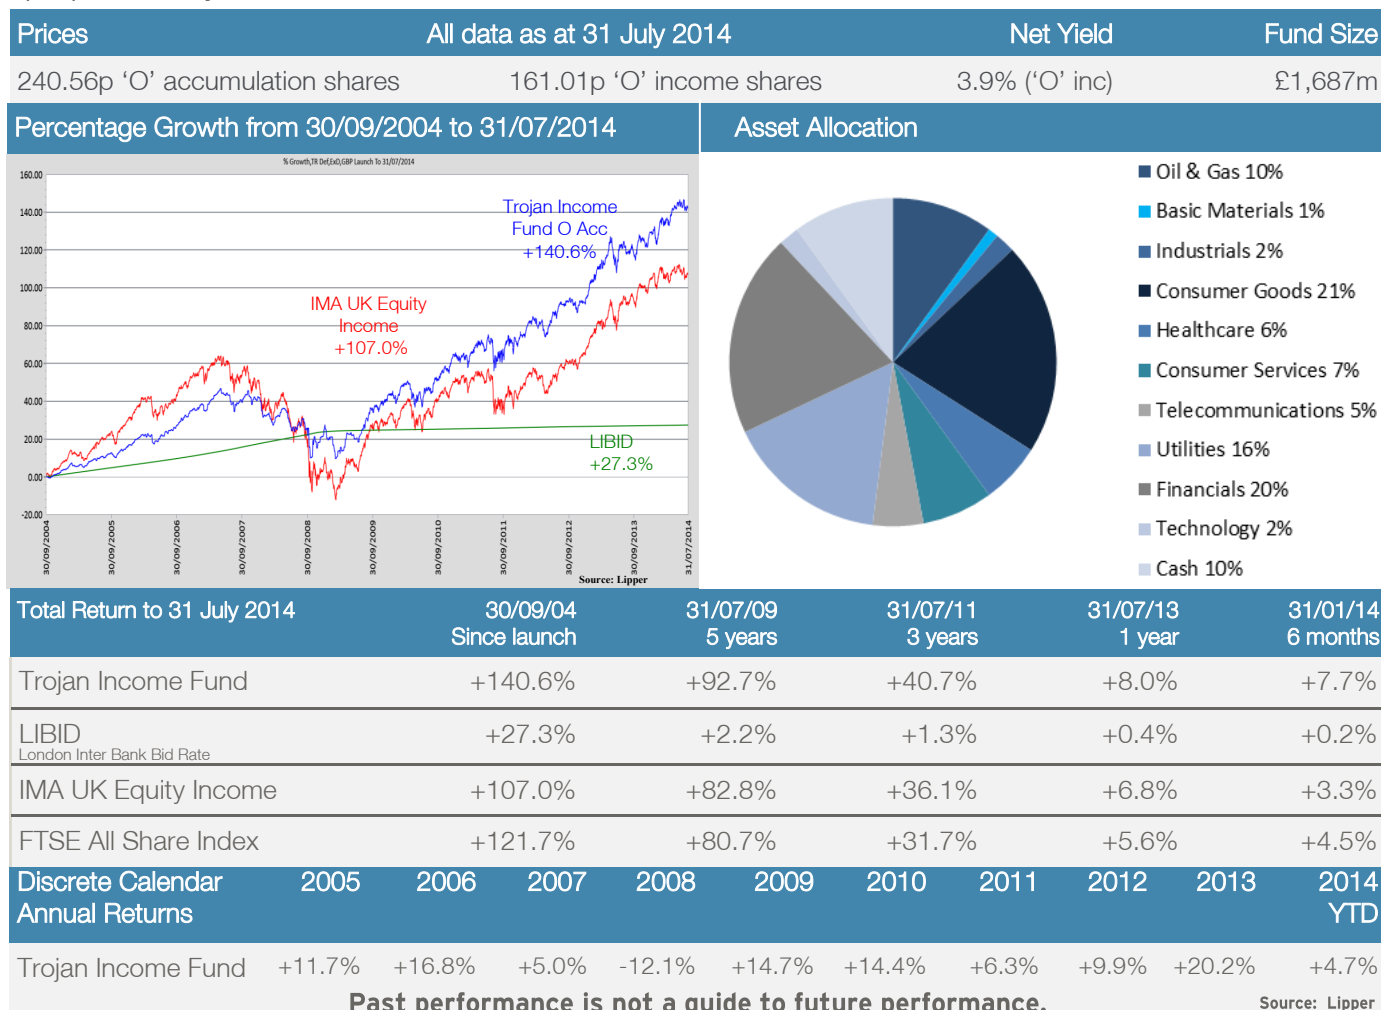 Prices All data as at 31 July 2014 Net Yield Fund Size
240.56p ‘O’ accumulation shares 161.01p ‘O’ income shares 3.9% (‘O’ inc) £1,687m
Percentage Growth from 30/09/2004 to 31/07/2014 Asset Allocation
% Growth,TR Def,ExD,GBP Launch To 31/07/2014
160.00
140.00
120.00
100.00
80.00
60.00
40.00
20.00
0.00
-20.00
Trojan Income
Fund O Acc
+140.6%
IMA UK Equity
Income
+107.0%
LIBID
+27.3%
30/09/2004
30/09/2005
30/09/2006
30/09/2007
30/09/2008
30/09/2009
30/09/2010
30/09/2011
30/09/2012
30/09/2013
31/07/2014
Source: Lipper
Oil & Gas 10%
Basic Materials 1%
Industrials 2%
Consumer Goods 21%
Healthcare 6%
Consumer Services 7%
Telecommunications 5%
Utilities 16%
Financials 20%
Technology 2%
Cash 10%
Total Return to 31 July 2014 30/09/04 31/07/09 31/07/11 31/07/13 31/01/14
Since launch 5 years 3 years 1 year 6 months
Trojan Income Fund +140.6% +92.7% +40.7% +8.0% +7.7%
LIBID +27.3% +2.2% +1.3% +0.4% +0.2%
London Inter Bank Bid Rate
IMA UK Equity Income +107.0% +82.8% +36.1% +6.8% +3.3%
FTSE All Share Index +121.7% +80.7% +31.7% +5.6% +4.5%
Discrete Calendar 2005 2006 2007 2008 2009 2010 2011 2012 2013 2014
Annual Returns YTD
Trojan Income Fund +11.7% +16.8% +5.0% -12.1% +14.7% +14.4% +6.3% +9.9% +20.2% +4.7%
Past performance is not a guide to future performance. Source: Lipper